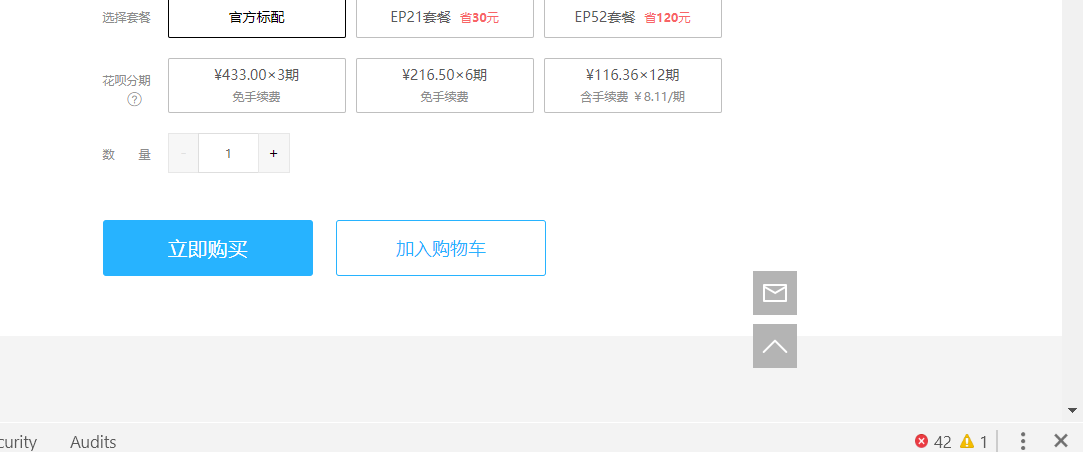 选择套餐 官方标配 EP21套餐 省30元 EP52套餐 省120元
花呗分期 ¥433.00×3期 ¥216.50×6期 ¥116.36×12期
? 免手续费 免手续费 含手续费 ￥8.11/期
数 量 - 1 +
立即购买 加入购物车
curity Audits 42 1